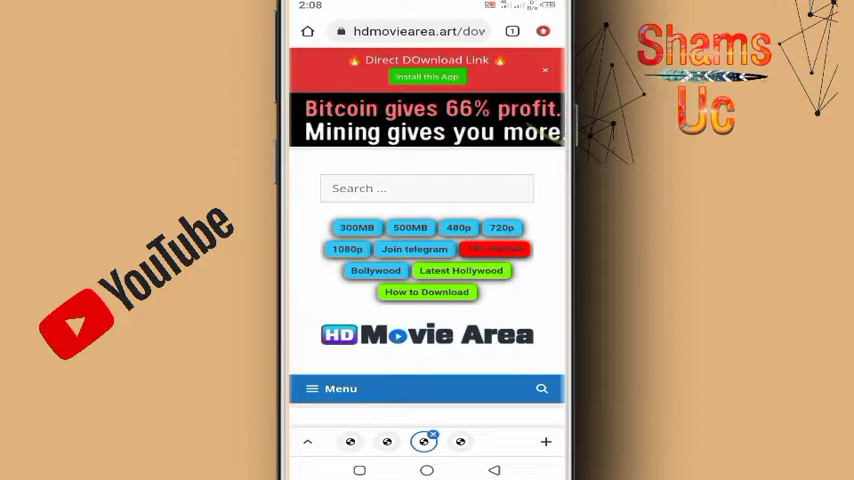 2:08
hdmoviearea.art/dow
1
Direct DOwnload Link
Install this App
Bitcoin gives 66% profit.
Mining gives you more.
Search ...
300MB 500MB 480p 720p
1080p Join telegram
Bollywood Latest Hollywood
How to Download
HD Movie Area
Menu
YouTube
Shams
Uc